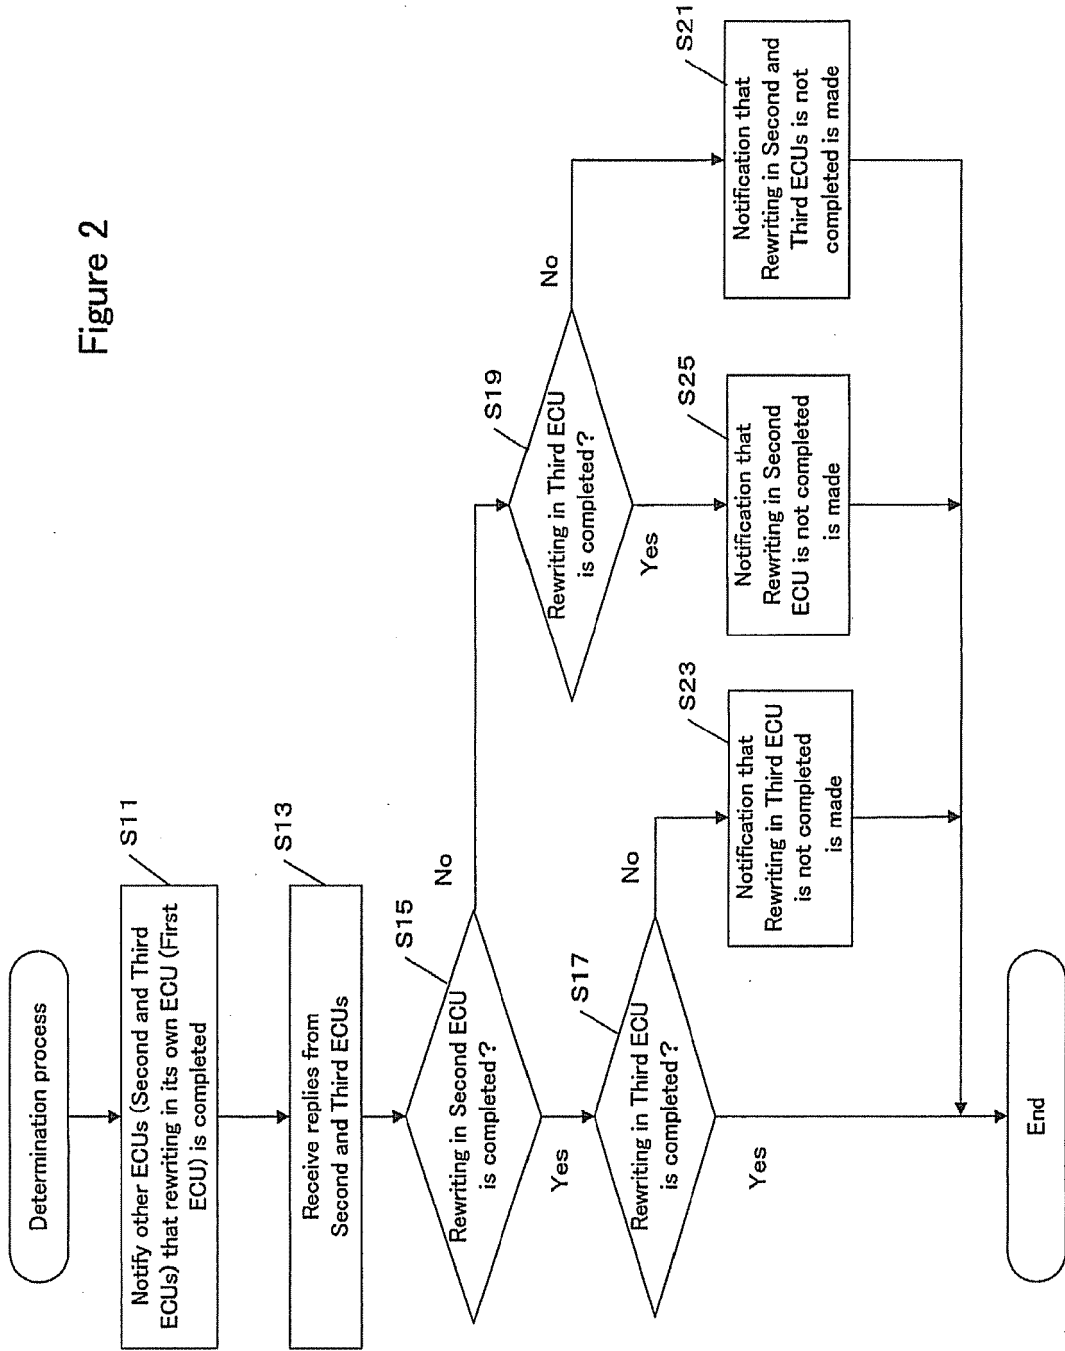 Figure 2
Determination process
S11
Notify other ECUs (Second and Third
ECUs) that rewriting in its own ECU (First
ECU) is completed
S13
Receive replies from
Second and Third ECUs
S15
Rewriting in Second ECU
is completed?
No
Yes
S17
Rewriting in Third ECU
is completed?
No
Yes
S19
Rewriting in Third ECU
is completed?
No
Yes
S23
Notification that
Rewriting in Third ECU
is not completed
is made
S25
Notification that
Rewriting in Second
ECU is not completed
is made
S21
Notification that
Rewriting in Second and
Third ECUs is not
completed is made
End